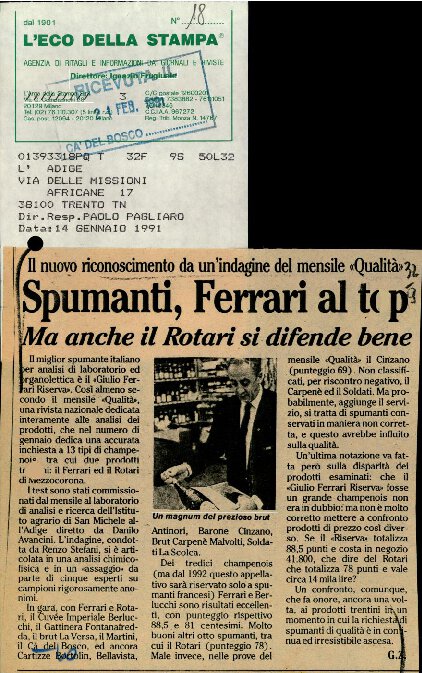 dal 1901
N° 18
L'ECO DELLA STAMPA®
AGENZIA DI RITAGLI E INFORMAZIONI DA GIORNALI E RIVISTE
Direttore: Ignazio Frugiuele
RICEVUTA IL
FEB. 1991
CA' DEL BOSCO
20129 Milano
01393318PQ T 32F 9S 50L32
L' ADIGE
VIA DELLE MISSIONI
AFRICANE 17
38100 TRENTO TN
Dir.Resp.PAOLO PAGLIARO
Data:14 GENNAIO 1991
Il nuovo riconoscimento da un'indagine del mensile «Qualità»
32
Spumanti, Ferrari al top
Ma anche il Rotari si difende bene
Il miglior spumante italiano
per analisi di laboratorio ed
organolettica è il «Giulio Fer-
rari Riserva». Così almeno se-
condo il mensile «Qualità»,
una rivista nazionale dedicata
interamente alle analisi dei
prodotti, che nel numero di
gennaio dedica una accurata
inchiesta a 13 tipi di champe-
tra cui due prodotti
il Ferrari ed il Rotari
di Mezzocorona.
I test sono stati commissio-
nati dal mensile al laboratorio
di analisi e ricerca dell'Istitu-
to agrario di San Michele al-
l'Adige diretto da Danilo
Avancini. L'indagine, condot-
ta da Renzo Stefani, si è arti-
colata in una analisi chimico-
fisica e in un «assaggio» da
parte di cinque esperti su
campioni rigorosamente ano-
nimi.
In gara, con Ferrari e Rota-
ri, il Cuvée Imperiale Berluc-
chi, il Gattinera Fontanafred-
da, il brut La Versa, il Martini,
il Cà del Bosco, ed ancora
Cartizze Bortolin, Bellavista,
Un magnum del prezioso brut
Antinori, Barone Cinzano,
Brut Carpenè Malvolti, Solda-
ti La Scolca.
Dei tredici champenois
(ma dal 1992 questo appellati-
vo sarà riservato solo a spu-
manti francesi) Ferrari e Ber-
lucchi sono risultati eccellen-
ti, con punteggio rispettivo
88,5 e 81 centesimi. Molto
buoni altri otto spumanti, tra
cui il Rotari (punteggio 78).
Male invece, nelle prove del
mensile «Qualità» il Cinzano
(punteggio 69). Non classifi-
cati, per riscontro negativo, il
Carpenè ed il Soldati. Ma pro-
babilmente, aggiunge il servi-
zio, si tratta di spumanti con-
servati in maniera non corret-
ta, e questo avrebbe influito
sulla qualità.
Un'ultima notazione va fat-
ta però sulla disparità dei
prodotti esaminati: che il
«Giulio Ferrari Riserva» fosse
un grande champenois non
era in dubbio: ma non è molto
corretto mettere a confronto
prodotti di prezzo così diver-
so. Se il «Riserva» totalizza
88,5 punti e costa in negozio
41.800, che dire del Rotari
che totalizza 78 punti e vale
circa 14 mila lire?
Un confronto, comunque,
che fa onore, ancora una vol-
ta, ai prodotti trentini in un
momento in cui la richiesta di
spumanti di qualità è in conti-
nua ed irresistibile ascesa.